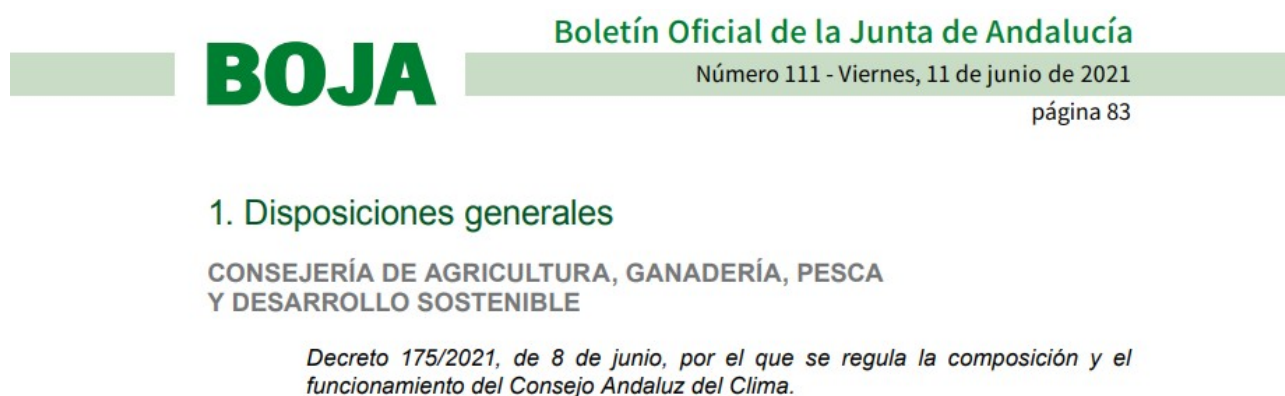 BOJA
Boletín Oficial de la Junta de Andalucía
Número 111 - Viernes, 11 de junio de 2021
página 83
1. Disposiciones generales
CONSEJERÍA DE AGRICULTURA, GANADERÍA, PESCA
Y DESARROLLO SOSTENIBLE
Decreto 175/2021, de 8 de junio, por el que se regula la composición y el
funcionamiento del Consejo Andaluz del Clima.